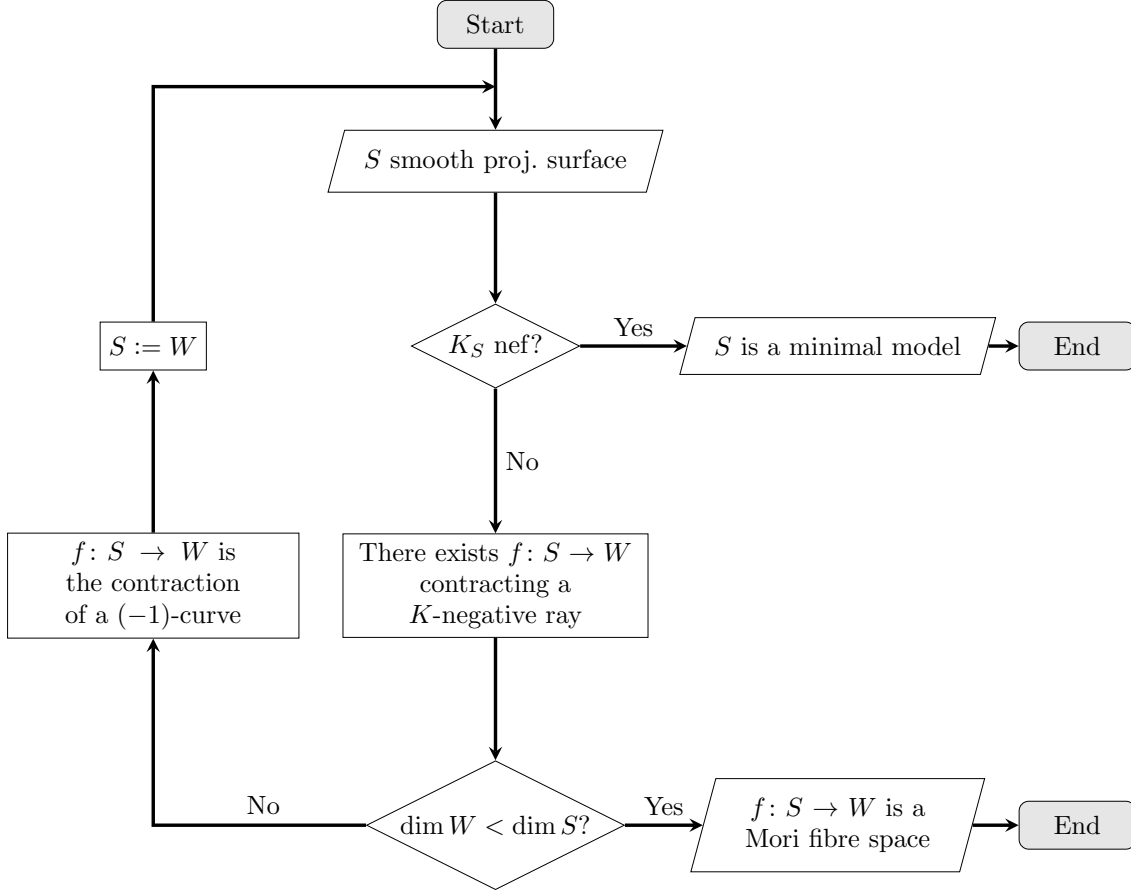 Start
S smooth proj. surface
K_S nef?
Yes
S is a minimal model
End
S := W
No
There exists f: S → W
contracting a
K-negative ray
f: S → W is
the contraction
of a (−1)-curve
dim W < dim S?
No
Yes
f: S → W is a
Mori fibre space
End